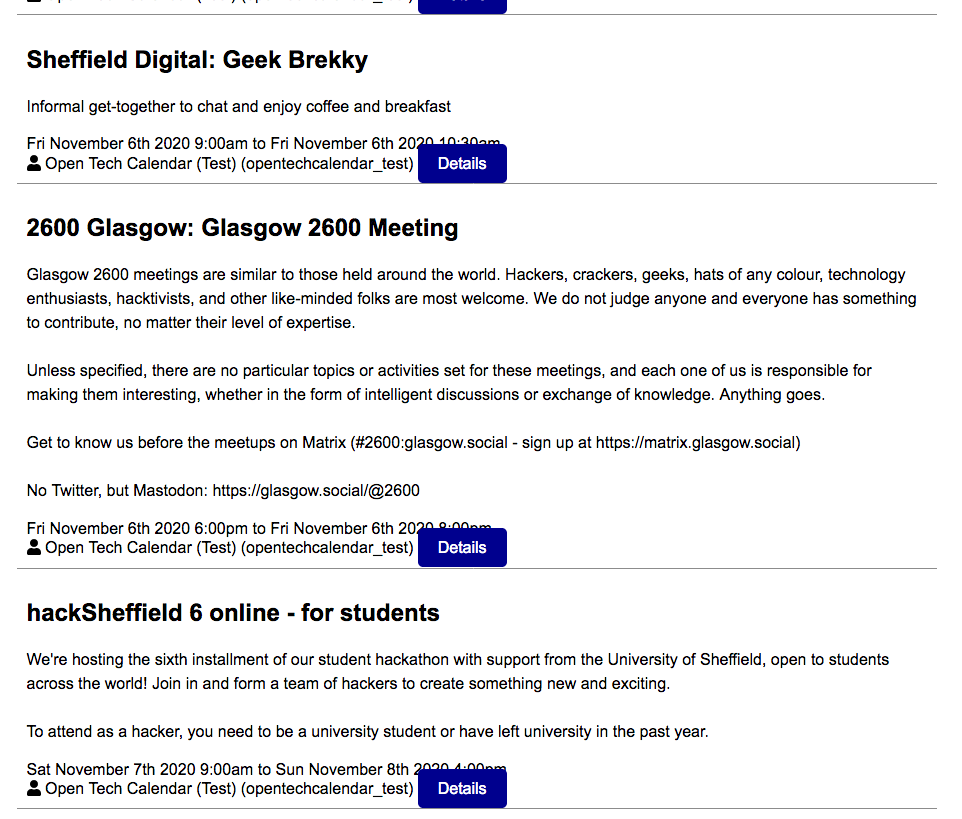 Sheffield Digital: Geek Brekky
Informal get-together to chat and enjoy coffee and breakfast
Fri November 6th 2020 9:00am to Fri November 6th 2020 10:30am
Open Tech Calendar (Test) (opentechcalendar_test) Details
2600 Glasgow: Glasgow 2600 Meeting
Glasgow 2600 meetings are similar to those held around the world. Hackers, crackers, geeks, hats of any colour, technology
enthusiasts, hacktivists, and other like-minded folks are most welcome. We do not judge anyone and everyone has something
to contribute, no matter their level of expertise.
Unless specified, there are no particular topics or activities set for these meetings, and each one of us is responsible for
making them interesting, whether in the form of intelligent discussions or exchange of knowledge. Anything goes.
Get to know us before the meetups on Matrix (#2600:glasgow.social - sign up at https://matrix.glasgow.social)
No Twitter, but Mastodon: https://glasgow.social/@2600
Fri November 6th 2020 6:00pm to Fri November 6th 2020 8:00pm
Open Tech Calendar (Test) (opentechcalendar_test) Details
hackSheffield 6 online - for students
We're hosting the sixth installment of our student hackathon with support from the University of Sheffield, open to students
across the world! Join in and form a team of hackers to create something new and exciting.
To attend as a hacker, you need to be a university student or have left university in the past year.
Sat November 7th 2020 9:00am to Sun November 8th 2020 4:00pm
Open Tech Calendar (Test) (opentechcalendar_test) Details